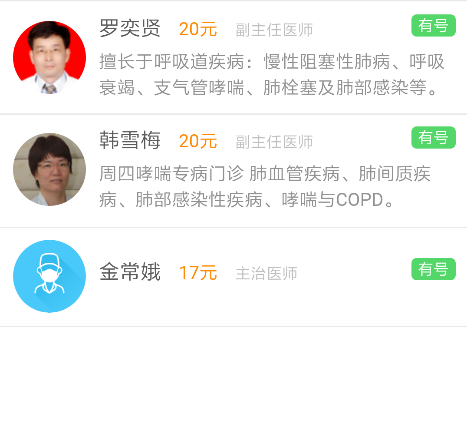 罗奕贤 20元 副主任医师 有号
擅长于呼吸道疾病：慢性阻塞性肺病、呼吸
衰竭、支气管哮喘、肺栓塞及肺部感染等。
韩雪梅 20元 副主任医师 有号
周四哮喘专病门诊 肺血管疾病、肺间质疾
病、肺部感染性疾病、哮喘与COPD。
金常娥 17元 主治医师 有号